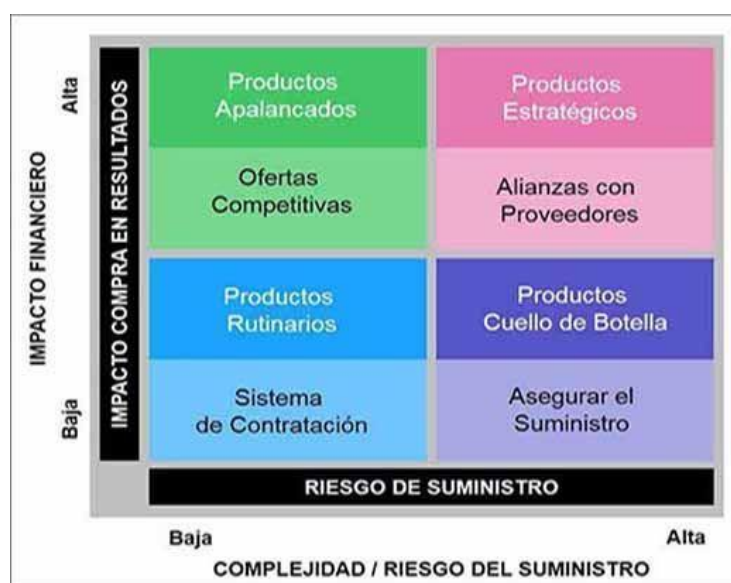 IMPACTO FINANCIERO
Alta
Baja
IMPACTO COMPRA EN RESULTADOS
Productos
Apalancados
Ofertas
Competitivas
Productos
Estratégicos
Alianzas con
Proveedores
Productos
Rutinarios
Sistema
de Contratación
Productos
Cuello de Botella
Asegurar el
Suministro
RIESGO DE SUMINISTRO
Baja
Alta
COMPLEJIDAD / RIESGO DEL SUMINISTRO